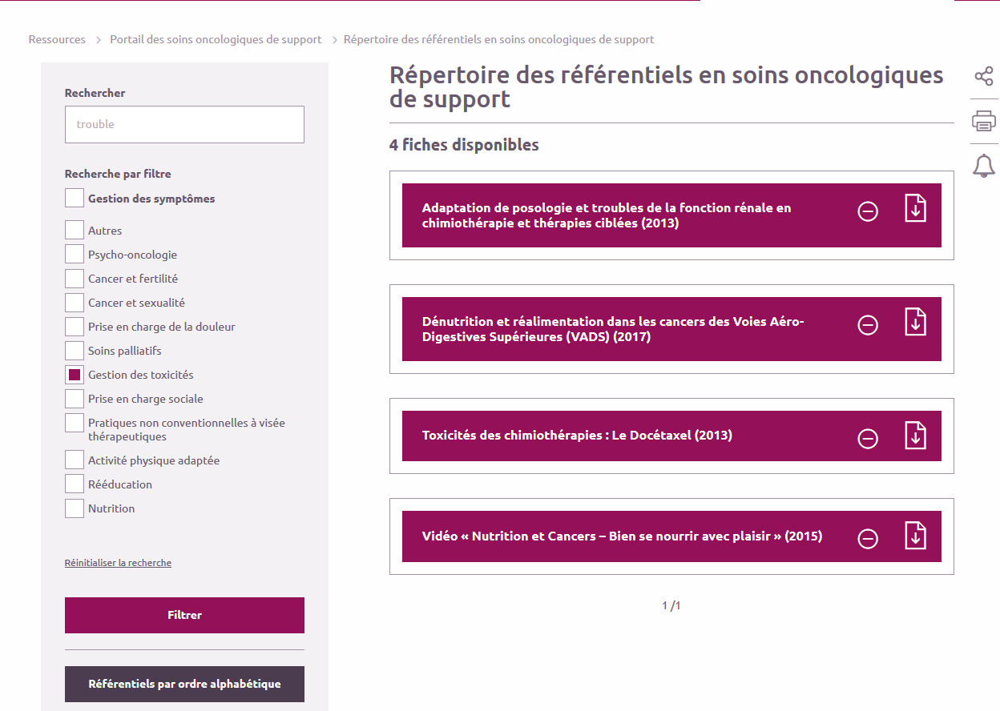 Ressources > Portail des soins oncologiques de support > Répertoire des référentiels en soins oncologiques de support
Rechercher
trouble
Recherche par filtre
Gestion des symptômes
Autres
Psycho-oncologie
Cancer et fertilité
Cancer et sexualité
Prise en charge de la douleur
Soins palliatifs
Gestion des toxicités
Prise en charge sociale
Pratiques non conventionnelles à visée
thérapeutiques
Activité physique adaptée
Rééducation
Nutrition
Réinitialiser la recherche
Filtrer
Référentiels par ordre alphabétique
Répertoire des référentiels en soins oncologiques
de support
4 fiches disponibles
Adaptation de posologie et troubles de la fonction rénale en
chimiothérapie et thérapies ciblées (2013)
Dénutrition et réalimentation dans les cancers des Voies Aéro-
Digestives Supérieures (VADS) (2017)
Toxicités des chimiothérapies : Le Docétaxel (2013)
Vidéo « Nutrition et Cancers – Bien se nourrir avec plaisir » (2015)
1 /1